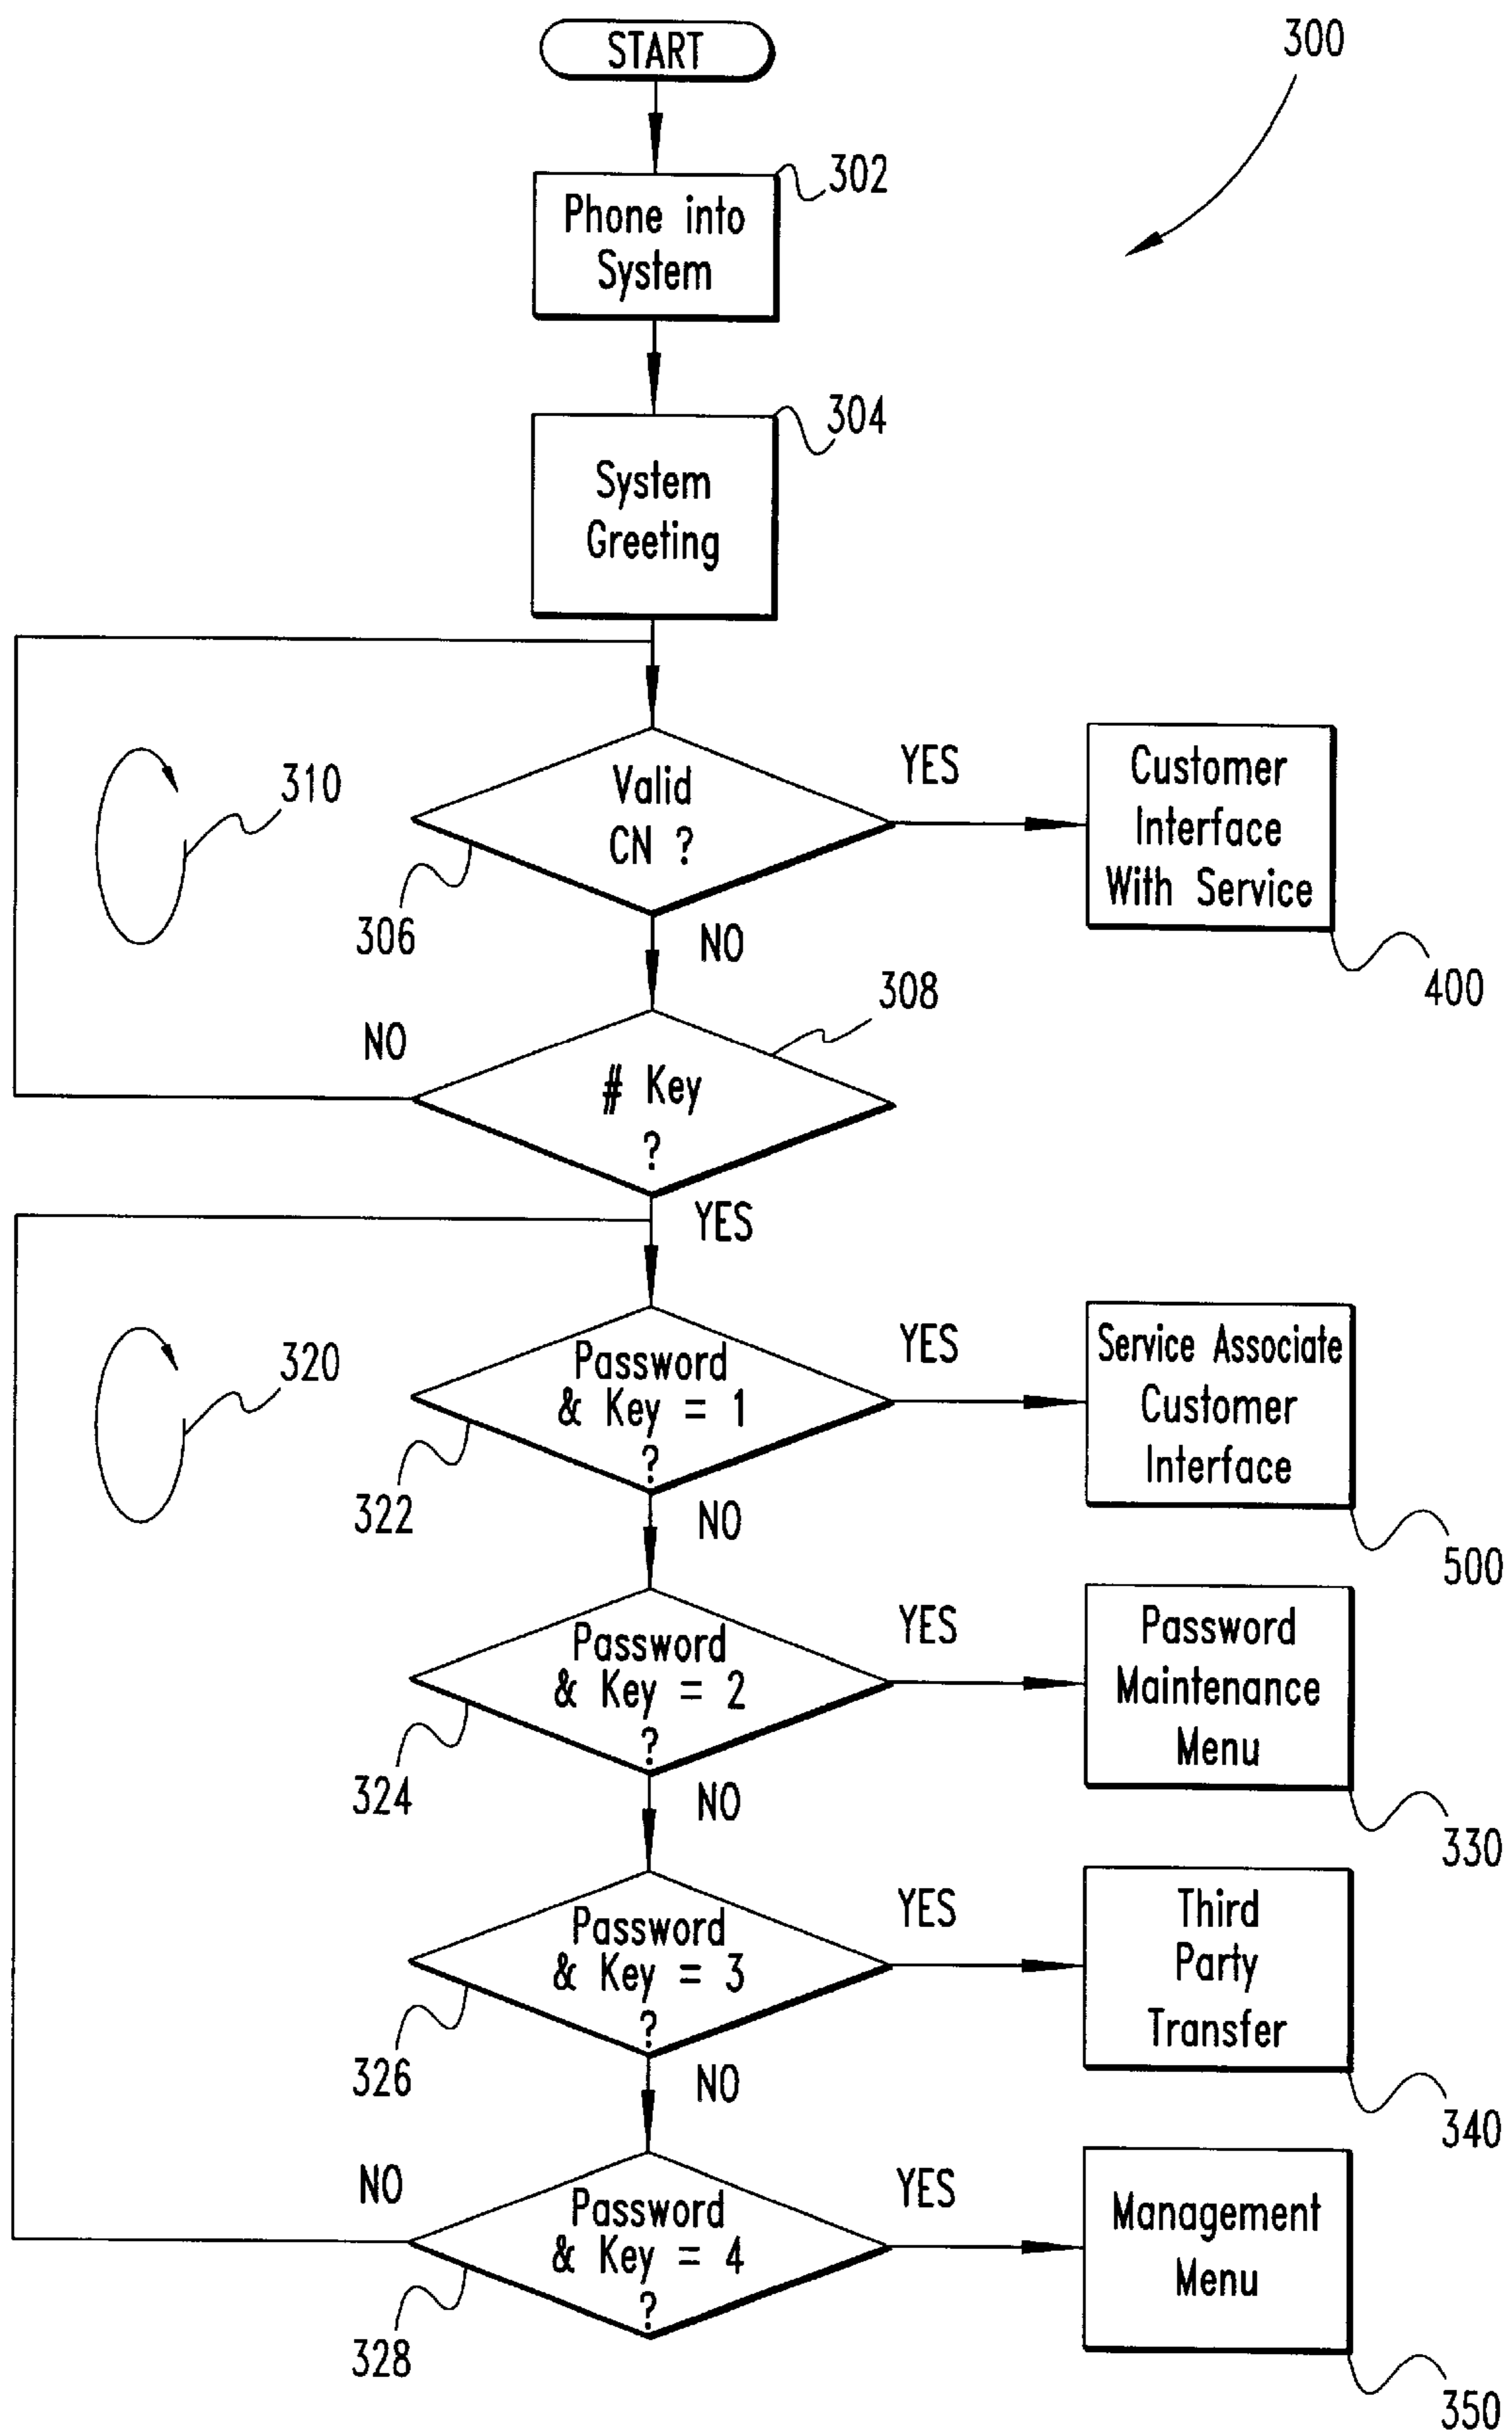 START
300
302
Phone into
System
304
System
Greeting
310
Valid
CN ?
306
YES
Customer
Interface
With Service
400
NO
308
NO
# Key
?
YES
320
Password
& Key = 1
?
322
YES
Service Associate
Customer
Interface
500
NO
Password
& Key = 2
?
324
YES
Password
Maintenance
Menu
330
NO
Password
& Key = 3
?
326
YES
Third
Party
Transfer
340
NO
NO
Password
& Key = 4
?
328
YES
Management
Menu
350